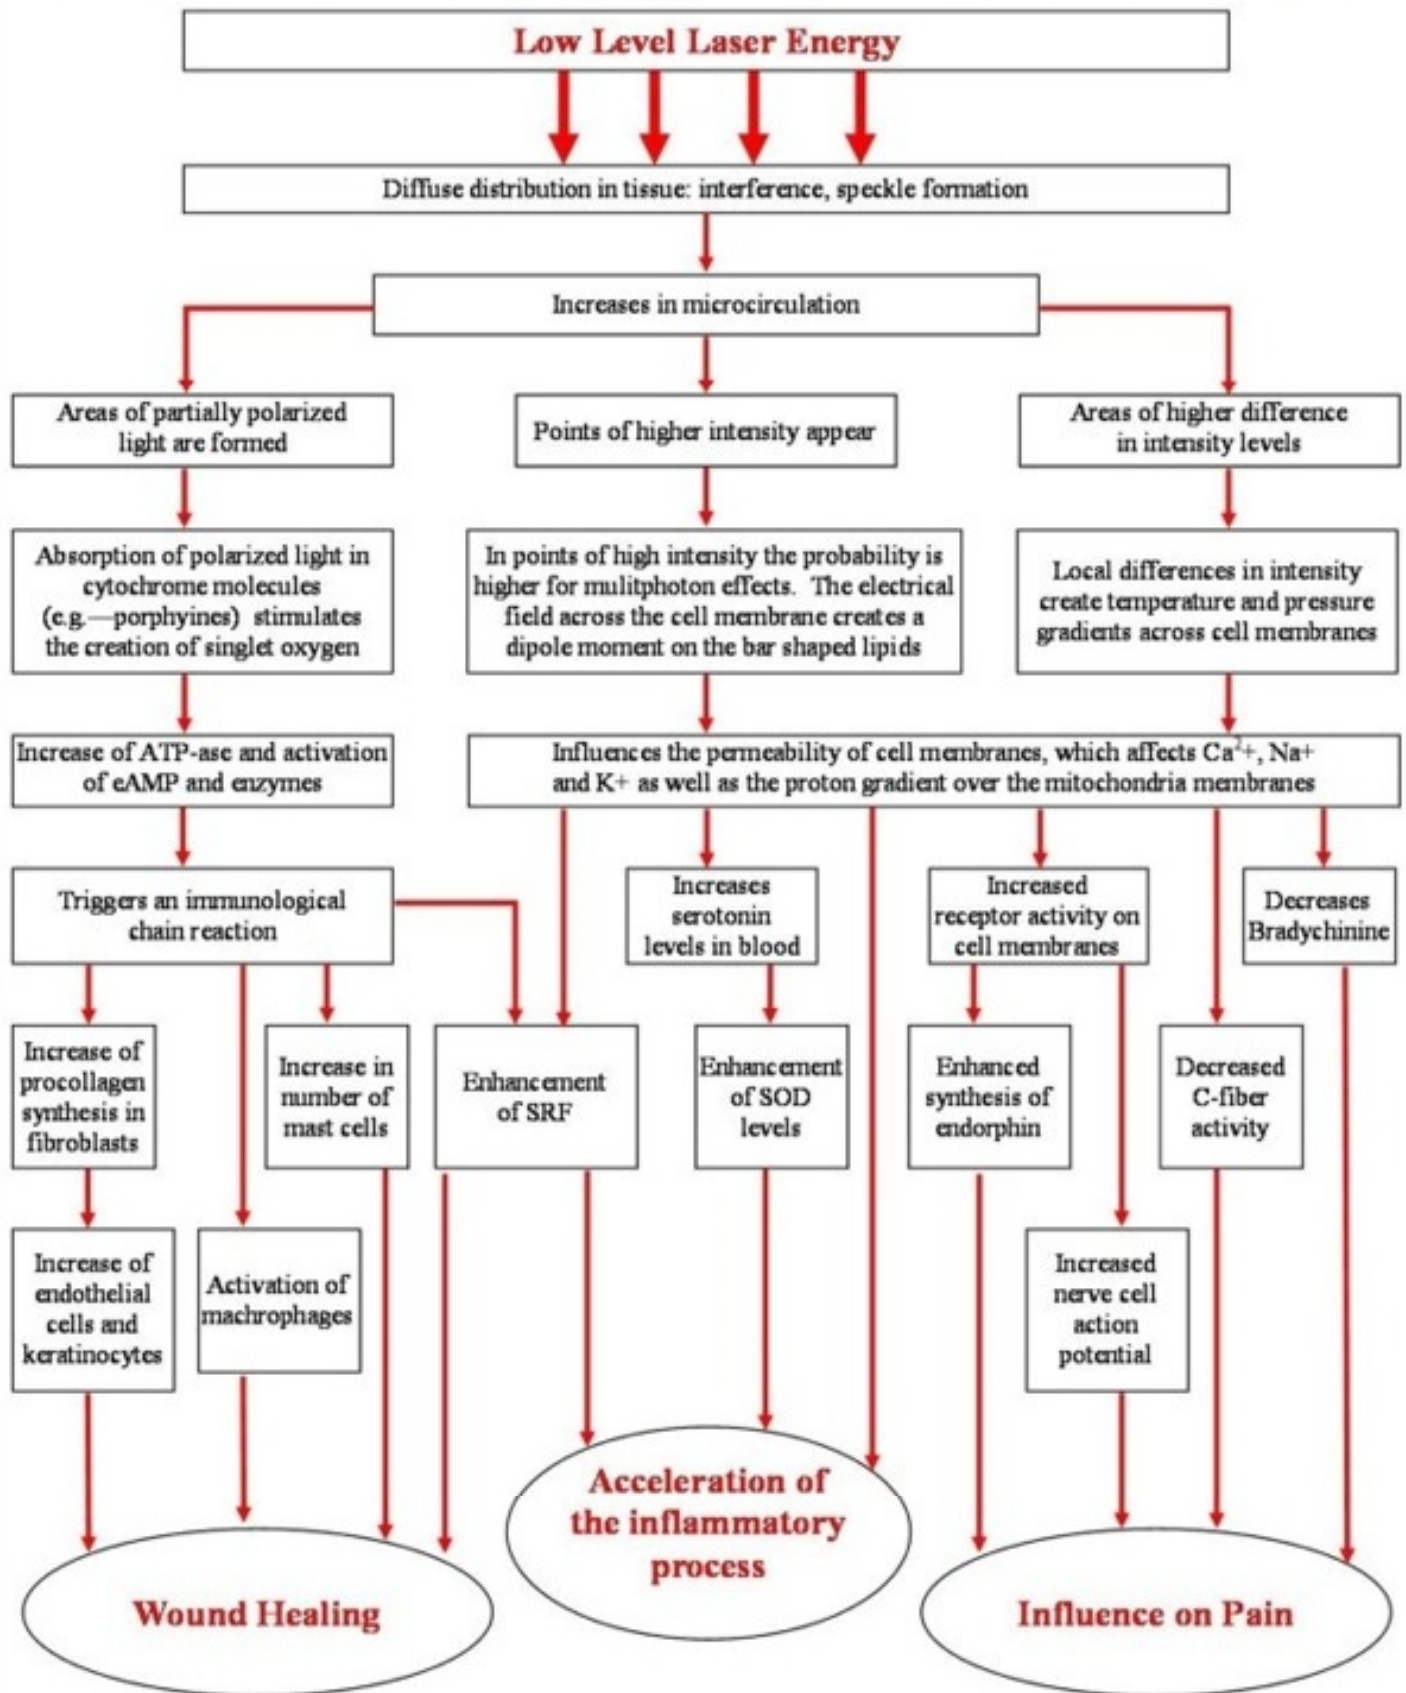 Low Level Laser Energy
Diffuse distribution in tissue: interference, speckle formation
Increases in microcirculation
Areas of partially polarized
light are formed
Points of higher intensity appear
Areas of higher difference
in intensity levels
Absorption of polarized light in
cytochrome molecules
(e.g.—porphyines) stimulates
the creation of singlet oxygen
In points of high intensity the probability is
higher for mulitphoton effects. The electrical
field across the cell membrane creates a
dipole moment on the bar shaped lipids
Local differences in intensity
create temperature and pressure
gradients across cell membranes
Increase of ATP-ase and activation
of cAMP and enzymes
Influences the permeability of cell membranes, which affects Ca²+, Na+
and K+ as well as the proton gradient over the mitochondria membranes
Triggers an immunological
chain reaction
Increases
serotonin
levels in blood
Increased
receptor activity on
cell membranes
Decreases
Bradychinine
Increase of
procollagen
synthesis in
fibroblasts
Increase in
number of
mast cells
Enhancement
of SRF
Enhancement
of SOD
levels
Enhanced
synthesis of
endorphin
Decreased
C-fiber
activity
Increase of
endothelial
cells and
keratinocytes
Activation of
machrophages
Increased
nerve cell
action
potential
Acceleration of
the inflammatory
process
Wound Healing
Influence on Pain